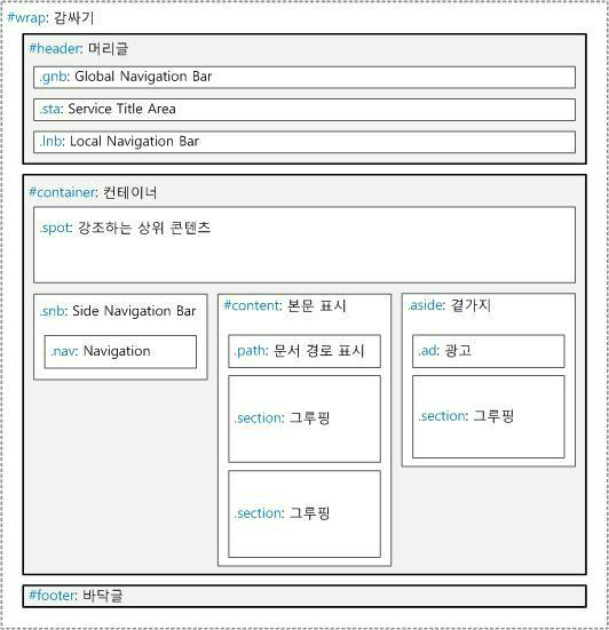 #wrap: 감싸기
#header: 머리글
.gnb: Global Navigation Bar
.sta: Service Title Area
.lnb: Local Navigation Bar
#container: 컨테이너
.spot: 강조하는 상위 콘텐츠
.snb: Side Navigation Bar
.nav: Navigation
#content: 본문 표시
.path: 문서 경로 표시
.section: 그루핑
.section: 그루핑
.aside: 곁가지
.ad: 광고
.section: 그루핑
#footer: 바닥글